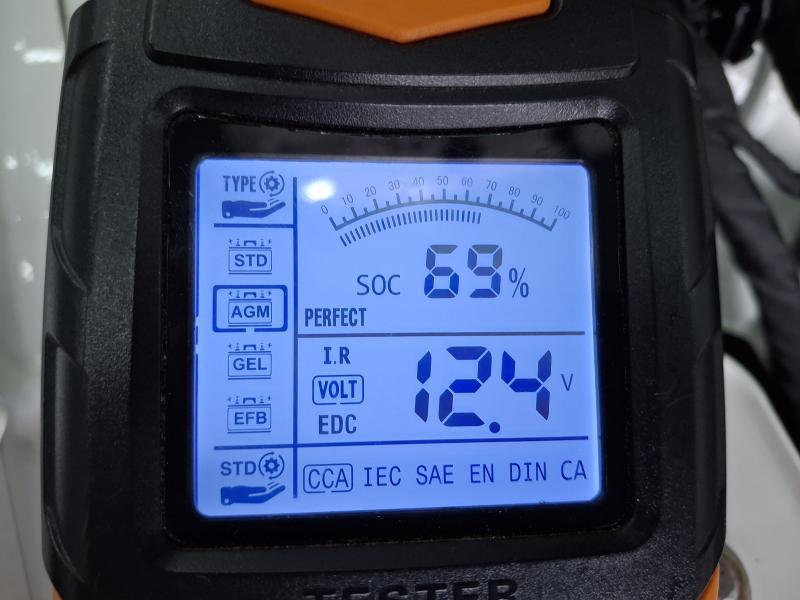 TYPE
STD
AGM
GEL
EFB
STD
0 10 20 30 40 50 60 70 80 90 100
SOC 69%
PERFECT
I.R
VOLT
EDC
12.4 V
CCA IEC SAE EN DIN CA
TESTER